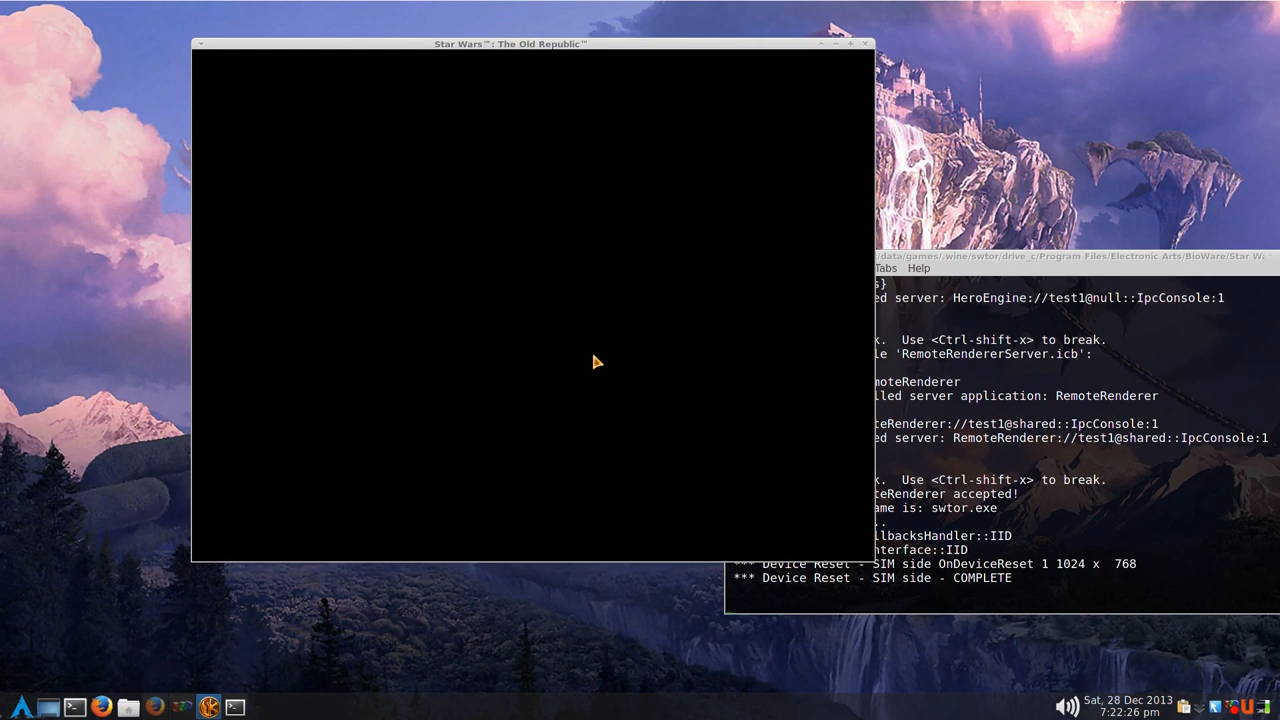 Star Wars™: The Old Republic™
/data/games/.wine/swtor/drive_c/Program Files/Electronic Arts/BioWare/Star W
Tabs Help
s}
ed server: HeroEngine://test1@null::IpcConsole:1
k. Use <Ctrl-shift-x> to break.
le 'RemoteRendererServer.icb':
moteRenderer
lled server application: RemoteRenderer
teRenderer://test1@shared::IpcConsole:1
ed server: RemoteRenderer://test1@shared::IpcConsole:1
k. Use <Ctrl-shift-x> to break.
teRenderer accepted!
ame is: swtor.exe
..
llbacksHandler::IID
nterface::IID
*** Device Reset - SIM side OnDeviceReset 1 1024 x 768
*** Device Reset - SIM side - COMPLETE
Sat, 28 Dec 2013
7:22:26 pm